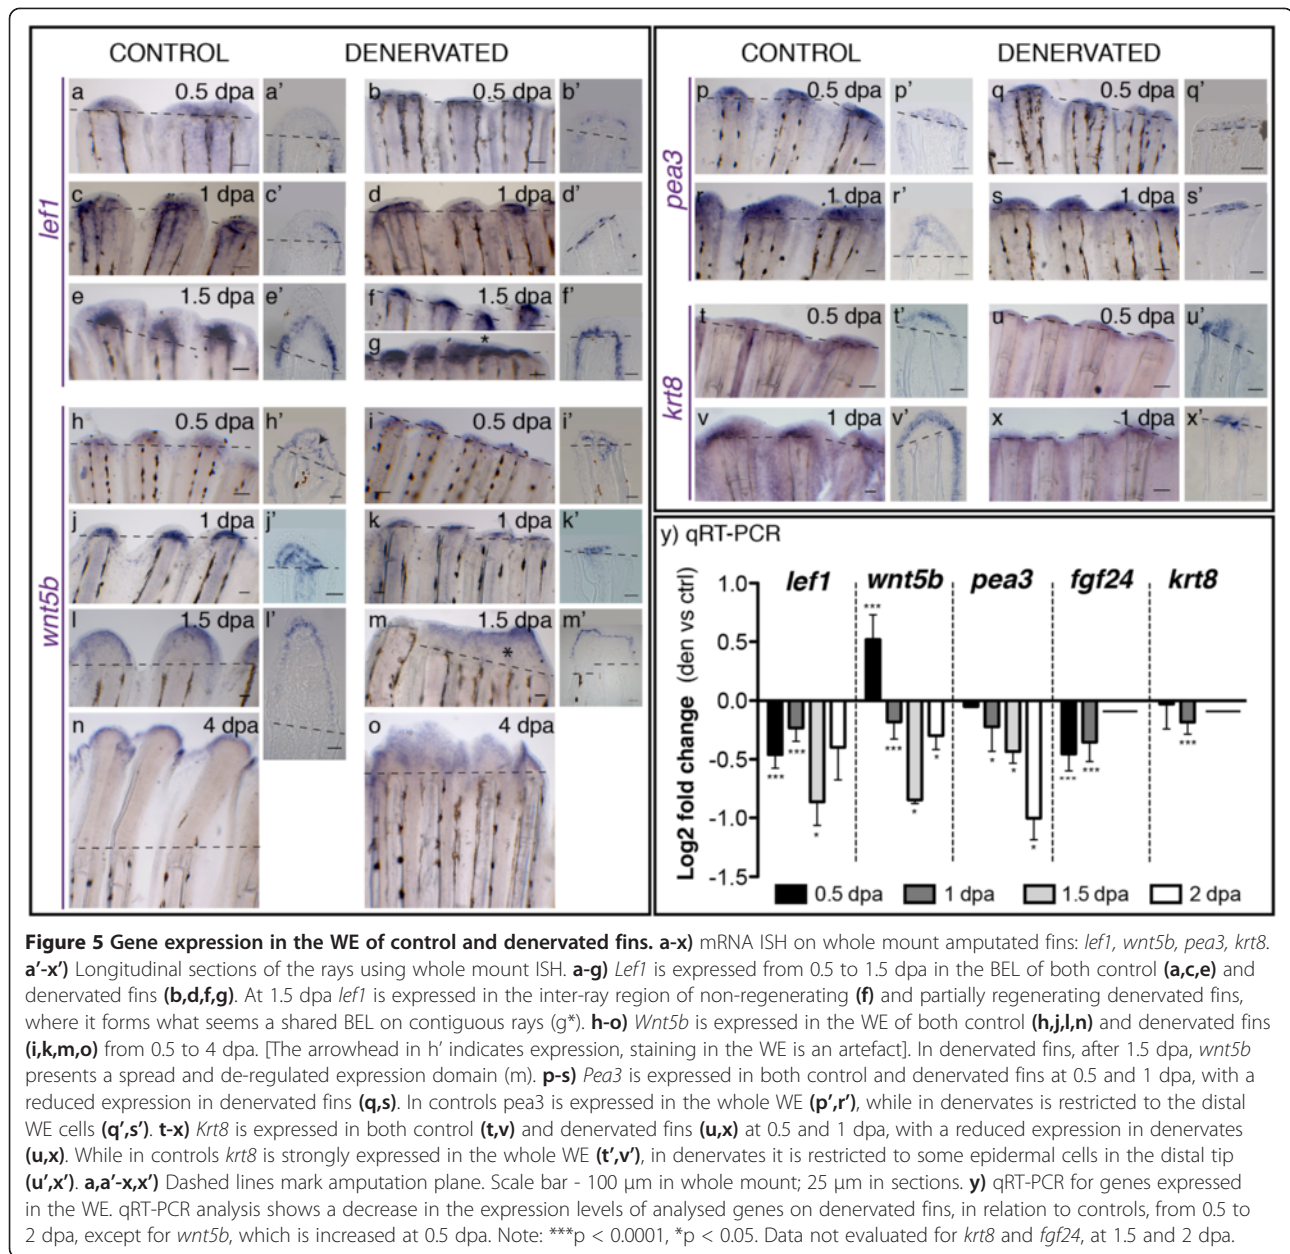 CONTROL DENERVATED
lef1
a 0.5 dpa a’ b 0.5 dpa b’
c 1 dpa c’ d 1 dpa d’
e 1.5 dpa e’ f 1.5 dpa f’
g *
wnt5b
h 0.5 dpa h’ i 0.5 dpa i’
j 1 dpa j’ k 1 dpa k’
l 1.5 dpa l’ m 1.5 dpa m’
*
n 4 dpa o 4 dpa
CONTROL DENERVATED
pea3
p 0.5 dpa p’ q 0.5 dpa q’
r 1 dpa r’ s 1 dpa s’
krt8
t 0.5 dpa t’ u 0.5 dpa u’
v 1 dpa v’ x 1 dpa x’
y) qRT-PCR
lef1 wnt5b pea3 fgf24 krt8
Log2 fold change (den vs ctrl)
1.0
0.5
0.0
-0.5
-1.0
-1.5
*** *** * *** *** * * * * * *** *** ***
0.5 dpa 1 dpa 1.5 dpa 2 dpa
Figure 5 Gene expression in the WE of control and denervated fins. a-x) mRNA ISH on whole mount amputated fins: lef1, wnt5b, pea3, krt8.
a’-x’) Longitudinal sections of the rays using whole mount ISH. a-g) Lef1 is expressed from 0.5 to 1.5 dpa in the BEL of both control (a,c,e) and
denervated fins (b,d,f,g). At 1.5 dpa lef1 is expressed in the inter-ray region of non-regenerating (f) and partially regenerating denervated fins,
where it forms what seems a shared BEL on contiguous rays (g*). h-o) Wnt5b is expressed in the WE of both control (h,j,l,n) and denervated fins
(i,k,m,o) from 0.5 to 4 dpa. [The arrowhead in h’ indicates expression, staining in the WE is an artefact]. In denervated fins, after 1.5 dpa, wnt5b
presents a spread and de-regulated expression domain (m). p-s) Pea3 is expressed in both control and denervated fins at 0.5 and 1 dpa, with a
reduced expression in denervated fins (q,s). In controls pea3 is expressed in the whole WE (p’,r’), while in denervates is restricted to the distal
WE cells (q’,s’). t-x) Krt8 is expressed in both control (t,v) and denervated fins (u,x) at 0.5 and 1 dpa, with a reduced expression in denervates
(u,x). While in controls krt8 is strongly expressed in the whole WE (t’,v’), in denervates it is restricted to some epidermal cells in the distal tip
(u’,x’). a,a’-x,x’) Dashed lines mark amputation plane. Scale bar - 100 μm in whole mount; 25 μm in sections. y) qRT-PCR for genes expressed
in the WE. qRT-PCR analysis shows a decrease in the expression levels of analysed genes on denervated fins, in relation to controls, from 0.5 to
2 dpa, except for wnt5b, which is increased at 0.5 dpa. Note: ***p < 0.0001, *p < 0.05. Data not evaluated for krt8 and fgf24, at 1.5 and 2 dpa.